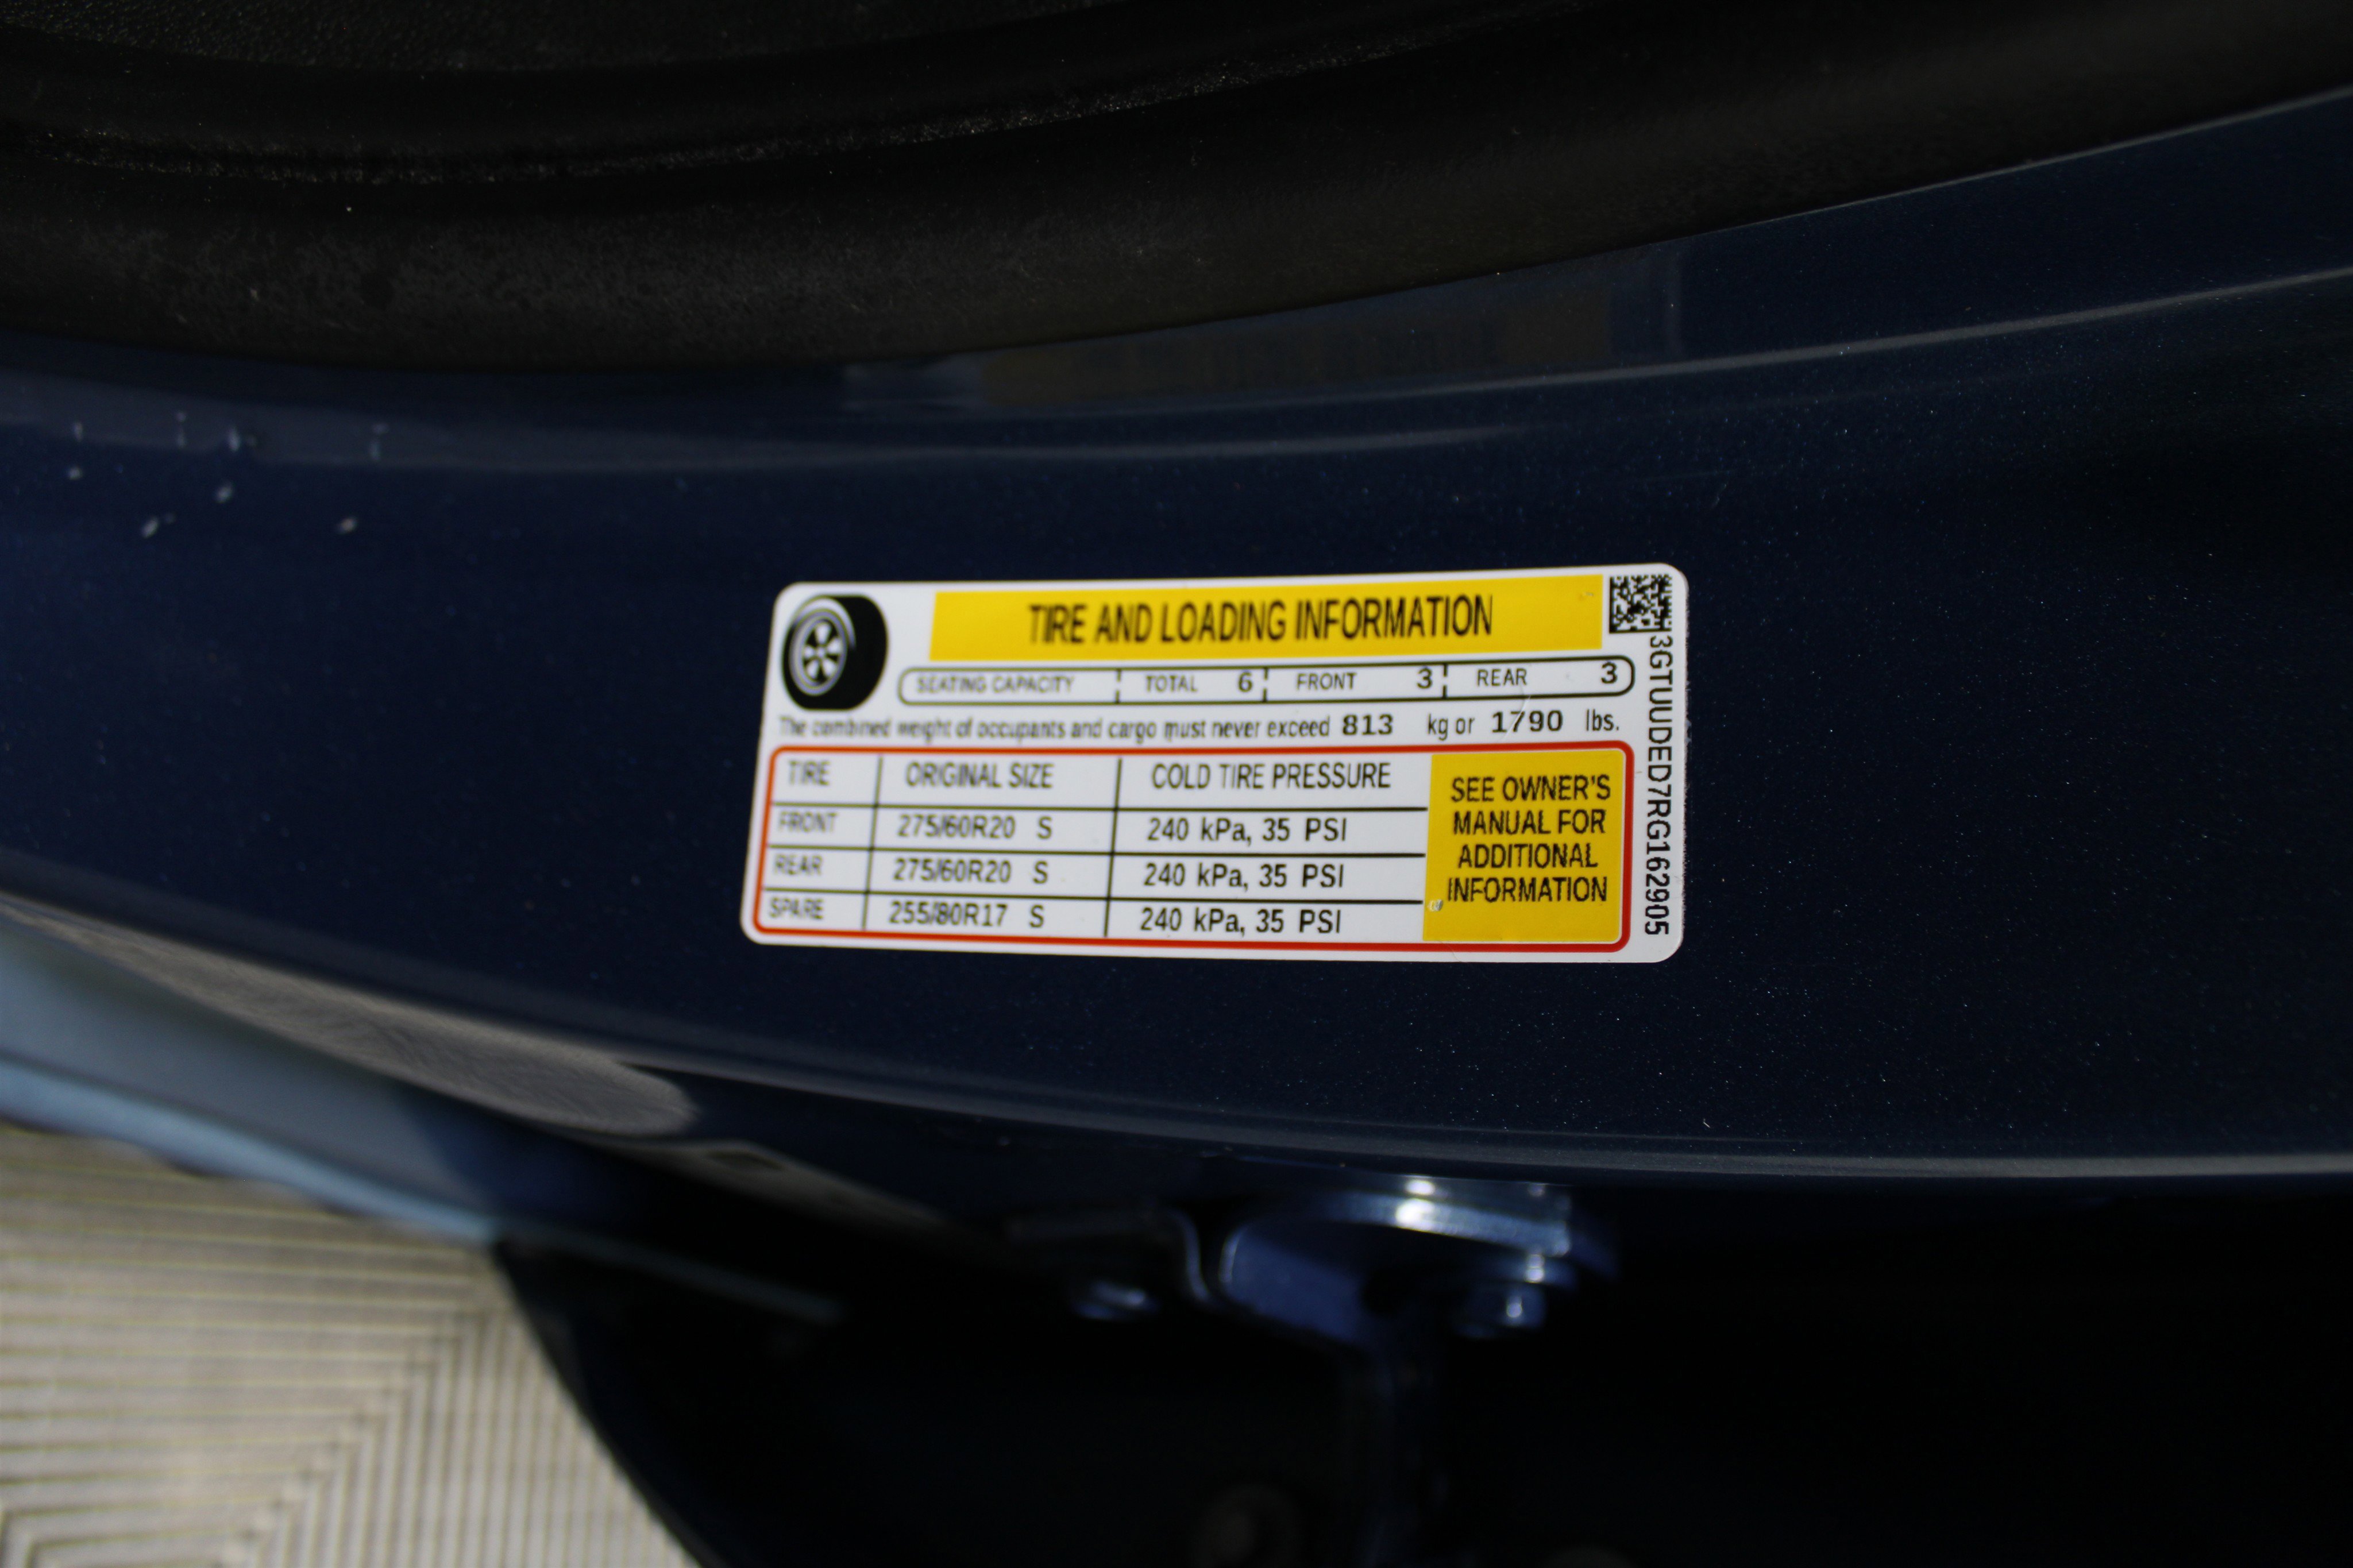 TIRE AND LOADING INFORMATION
SEATING CAPACITY TOTAL 6 FRONT 3 REAR 3
The combined weight of occupants and cargo must never exceed 813 kg or 1790 lbs.
TIRE ORIGINAL SIZE COLD TIRE PRESSURE
FRONT 275/60R20 S 240 kPa, 35 PSI
REAR 275/60R20 S 240 kPa, 35 PSI
SPARE 255/80R17 S 240 kPa, 35 PSI
SEE OWNER'S
MANUAL FOR
ADDITIONAL
INFORMATION
3GTUUDED7RG162905